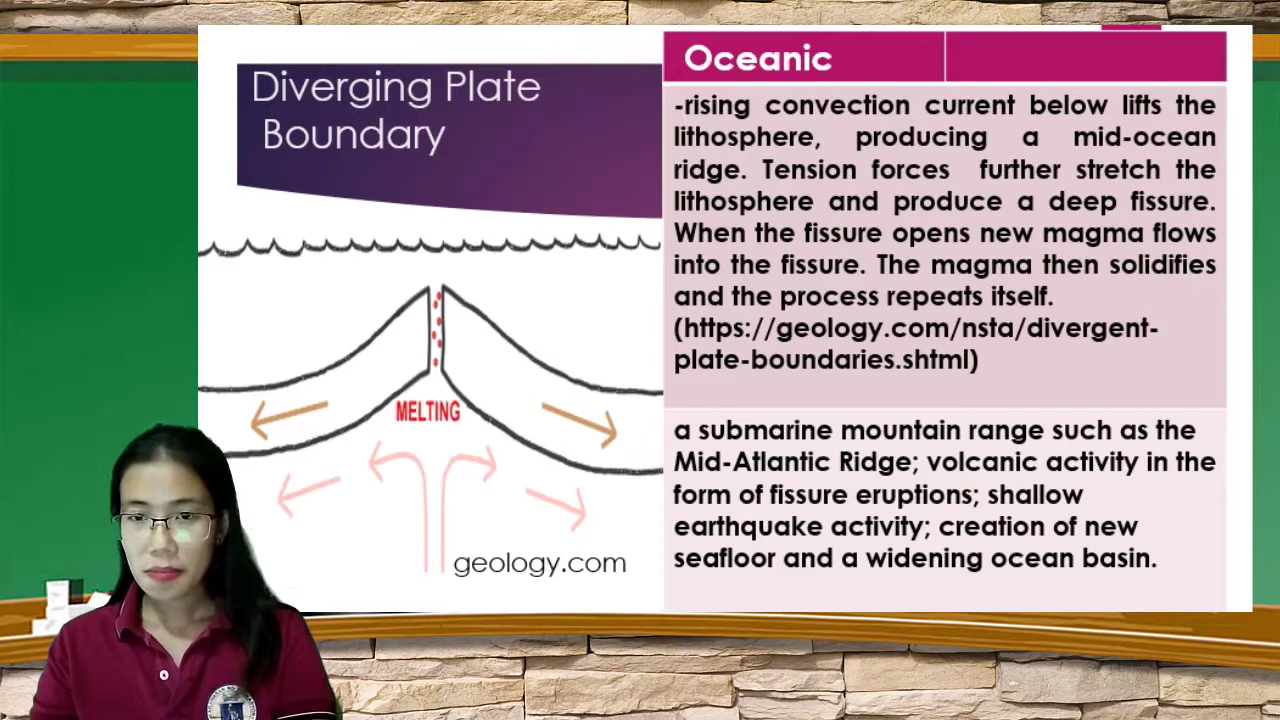 Diverging Plate
Boundary
MELTING
geology.com
Oceanic
-rising convection current below lifts the
lithosphere, producing a mid-ocean
ridge. Tension forces further stretch the
lithosphere and produce a deep fissure.
When the fissure opens new magma flows
into the fissure. The magma then solidifies
and the process repeats itself.
(https://geology.com/nsta/divergent-
plate-boundaries.shtml)
a submarine mountain range such as the
Mid-Atlantic Ridge; volcanic activity in the
form of fissure eruptions; shallow
earthquake activity; creation of new
seafloor and a widening ocean basin.